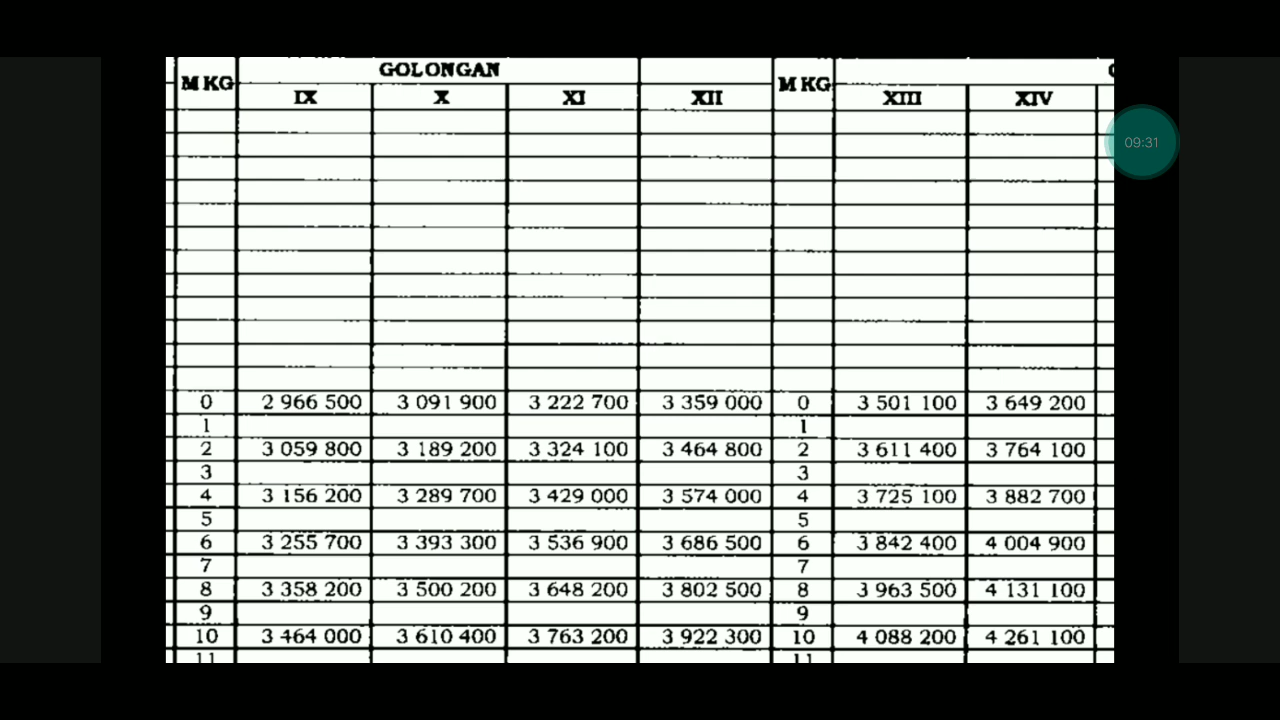 M KG GOLONGAN M KG
IX X XI XII XIII XIV
09:31
0 2 966 500 3 091 900 3 222 700 3 359 000 0 3 501 100 3 649 200
1 1
2 3 059 800 3 189 200 3 324 100 3 464 800 2 3 611 400 3 764 100
3 3
4 3 156 200 3 289 700 3 429 000 3 574 000 4 3 725 100 3 882 700
5 5
6 3 255 700 3 393 300 3 536 900 3 686 500 6 3 842 400 4 004 900
7 7
8 3 358 200 3 500 200 3 648 200 3 802 500 8 3 963 500 4 131 100
9 9
10 3 464 000 3 610 400 3 763 200 3 922 300 10 4 088 200 4 261 100
11 11